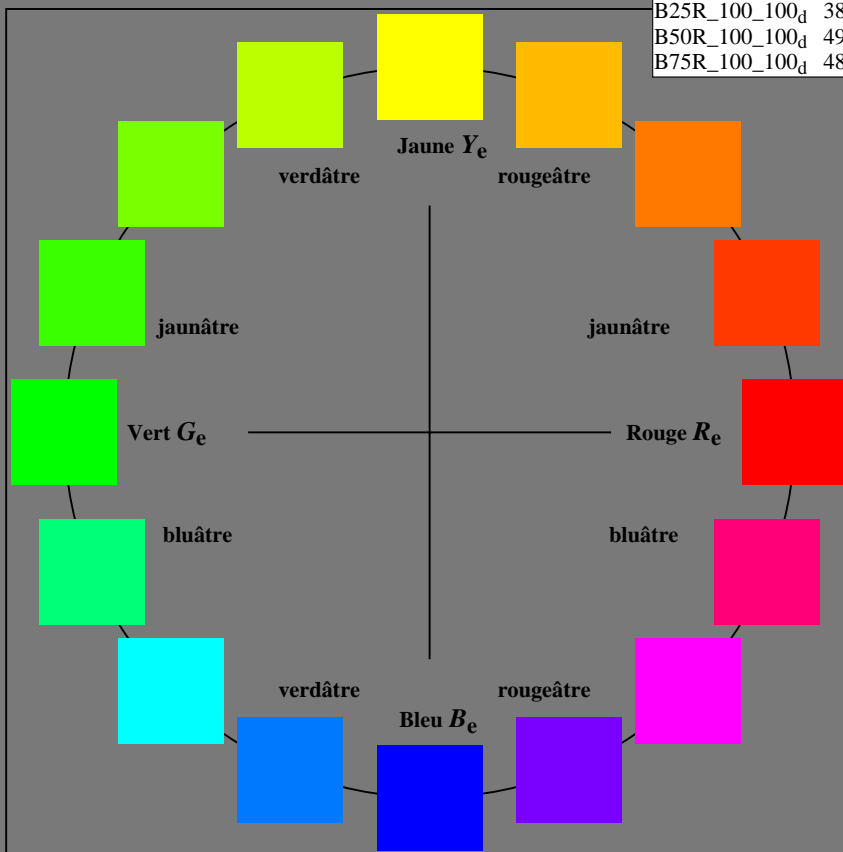 B25R_100_100d 38
B50R_100_100d 49
B75R_100_100d 48
Jaune Ye
verdâtre rougeâtre
jaunâtre jaunâtre
Vert Ge Rouge Re
bluâtre bluâtre
verdâtre rougeâtre
Bleu Be